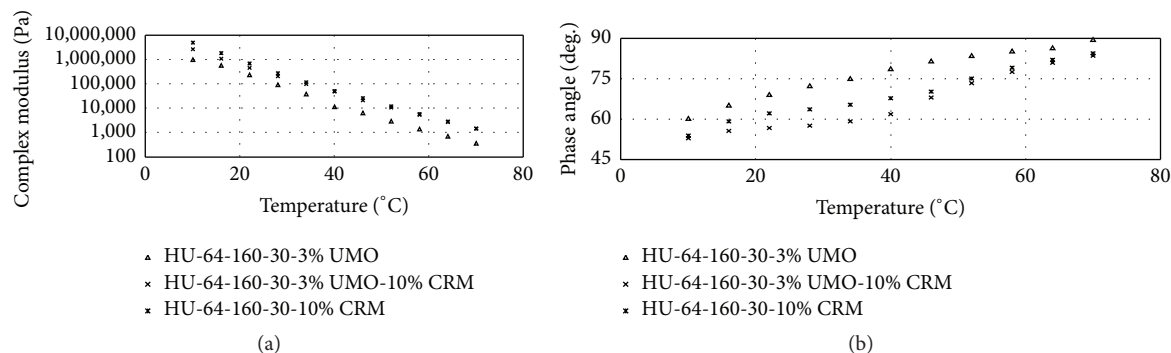 Complex modulus (Pa)
10,000,000
1,000,000
100,000
10,000
1,000
100
0
20
40
60
80
Temperature (°C)
HU-64-160-30-3% UMO
HU-64-160-30-3% UMO-10% CRM
HU-64-160-30-10% CRM
(a)
Phase angle (deg.)
90
75
60
45
0
20
40
60
80
Temperature (°C)
HU-64-160-30-3% UMO
HU-64-160-30-3% UMO-10% CRM
HU-64-160-30-10% CRM
(b)